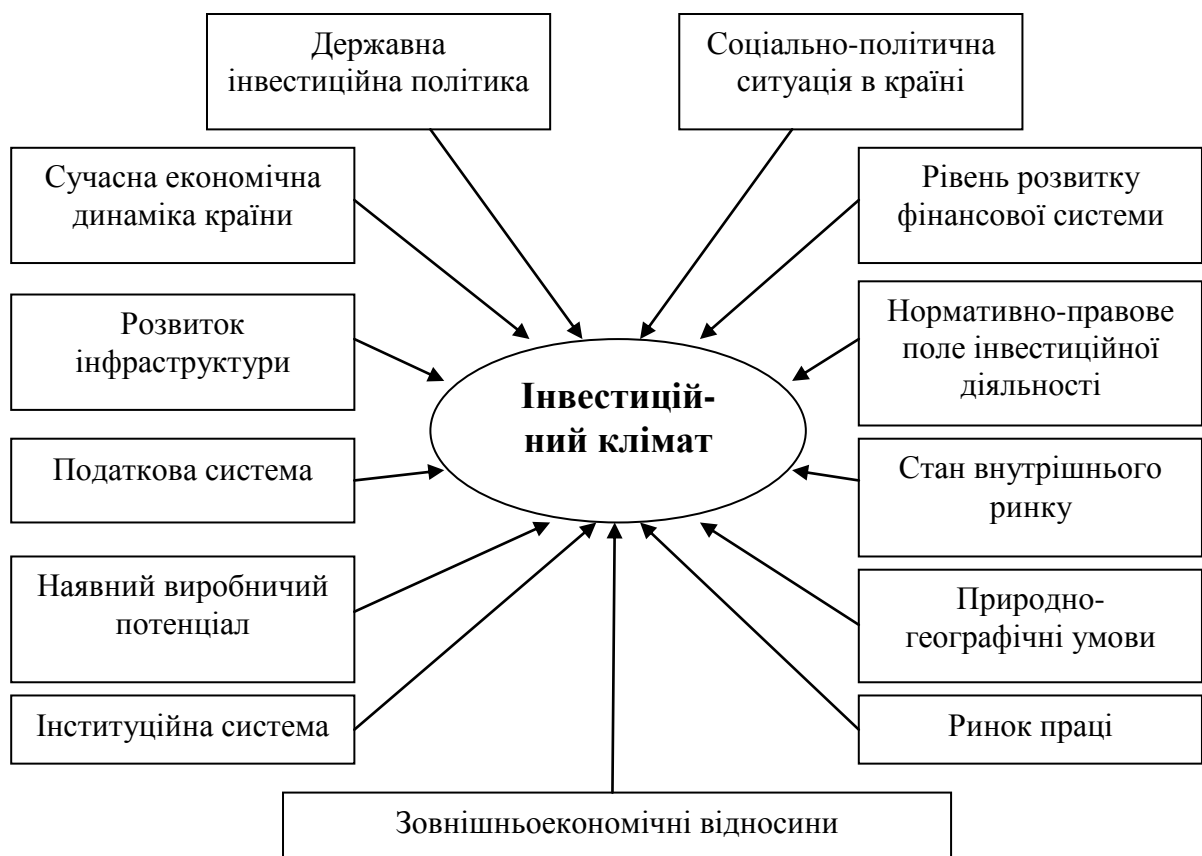 Державна
інвестиційна політика
Соціально-політична
ситуація в країні
Сучасна економічна
динаміка країни
Рівень розвитку
фінансової системи
Розвиток
інфраструктури
Нормативно-правове
поле інвестиційної
діяльності
Інвестицій-
ний клімат
Податкова система
Стан внутрішнього
ринку
Наявний виробничий
потенціал
Природно-
географічні умови
Інституційна система
Ринок праці
Зовнішньоекономічні відносини